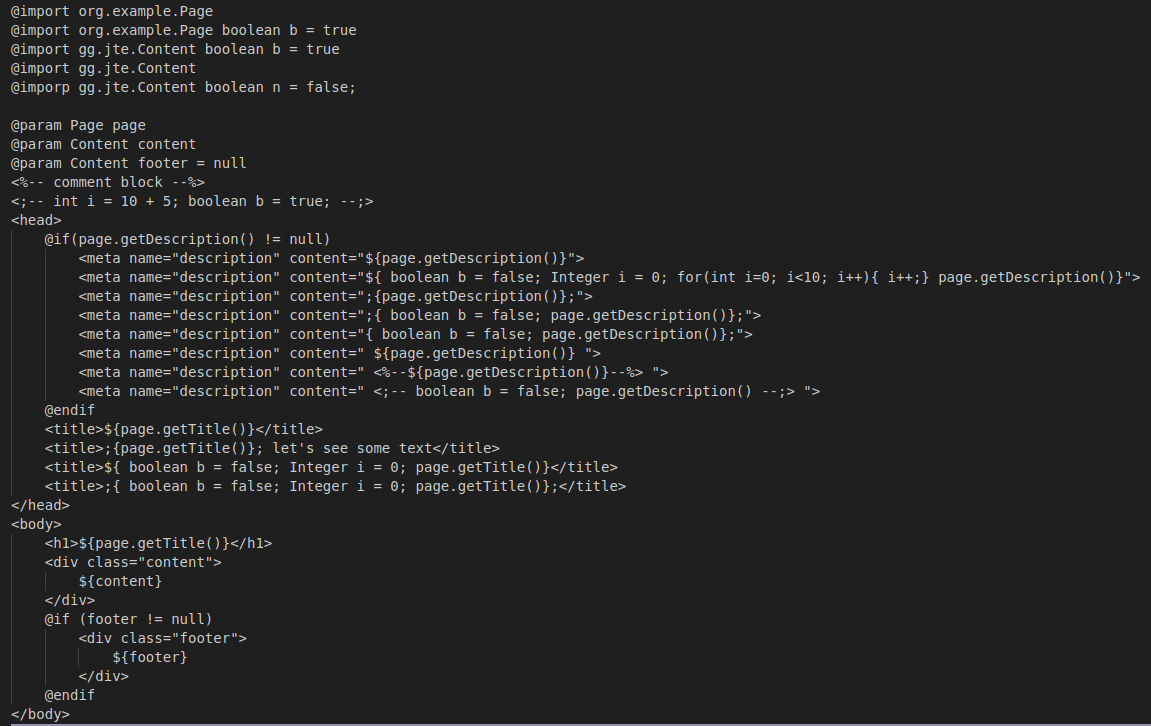 @import org.example.Page
@import org.example.Page boolean b = true
@import gg.jte.Content boolean b = true
@import gg.jte.Content
@imporp gg.jte.Content boolean n = false;

@param Page page
@param Content content
@param Content footer = null
<%-- comment block --%>
<;-- int i = 10 + 5; boolean b = true; --;>
<head>
    @if(page.getDescription() != null)
        <meta name="description" content="${page.getDescription()}">
        <meta name="description" content="${ boolean b = false; Integer i = 0; for(int i=0; i<10; i++){ i++;} page.getDescription()}">
        <meta name="description" content=";{page.getDescription()};">
        <meta name="description" content=";{ boolean b = false; page.getDescription()};">
        <meta name="description" content="{ boolean b = false; page.getDescription()};">
        <meta name="description" content=" ${page.getDescription()} ">
        <meta name="description" content=" <%--${page.getDescription()}--%> ">
        <meta name="description" content=" <;-- boolean b = false; page.getDescription() --;> ">
    @endif
    <title>${page.getTitle()}</title>
    <title>;{page.getTitle()}; let's see some text</title>
    <title>${ boolean b = false; Integer i = 0; page.getTitle()}</title>
    <title>;{ boolean b = false; Integer i = 0; page.getTitle()};</title>
</head>
<body>
    <h1>${page.getTitle()}</h1>
    <div class="content">
        ${content}
    </div>
    @if (footer != null)
        <div class="footer">
            ${footer}
        </div>
    @endif
</body>